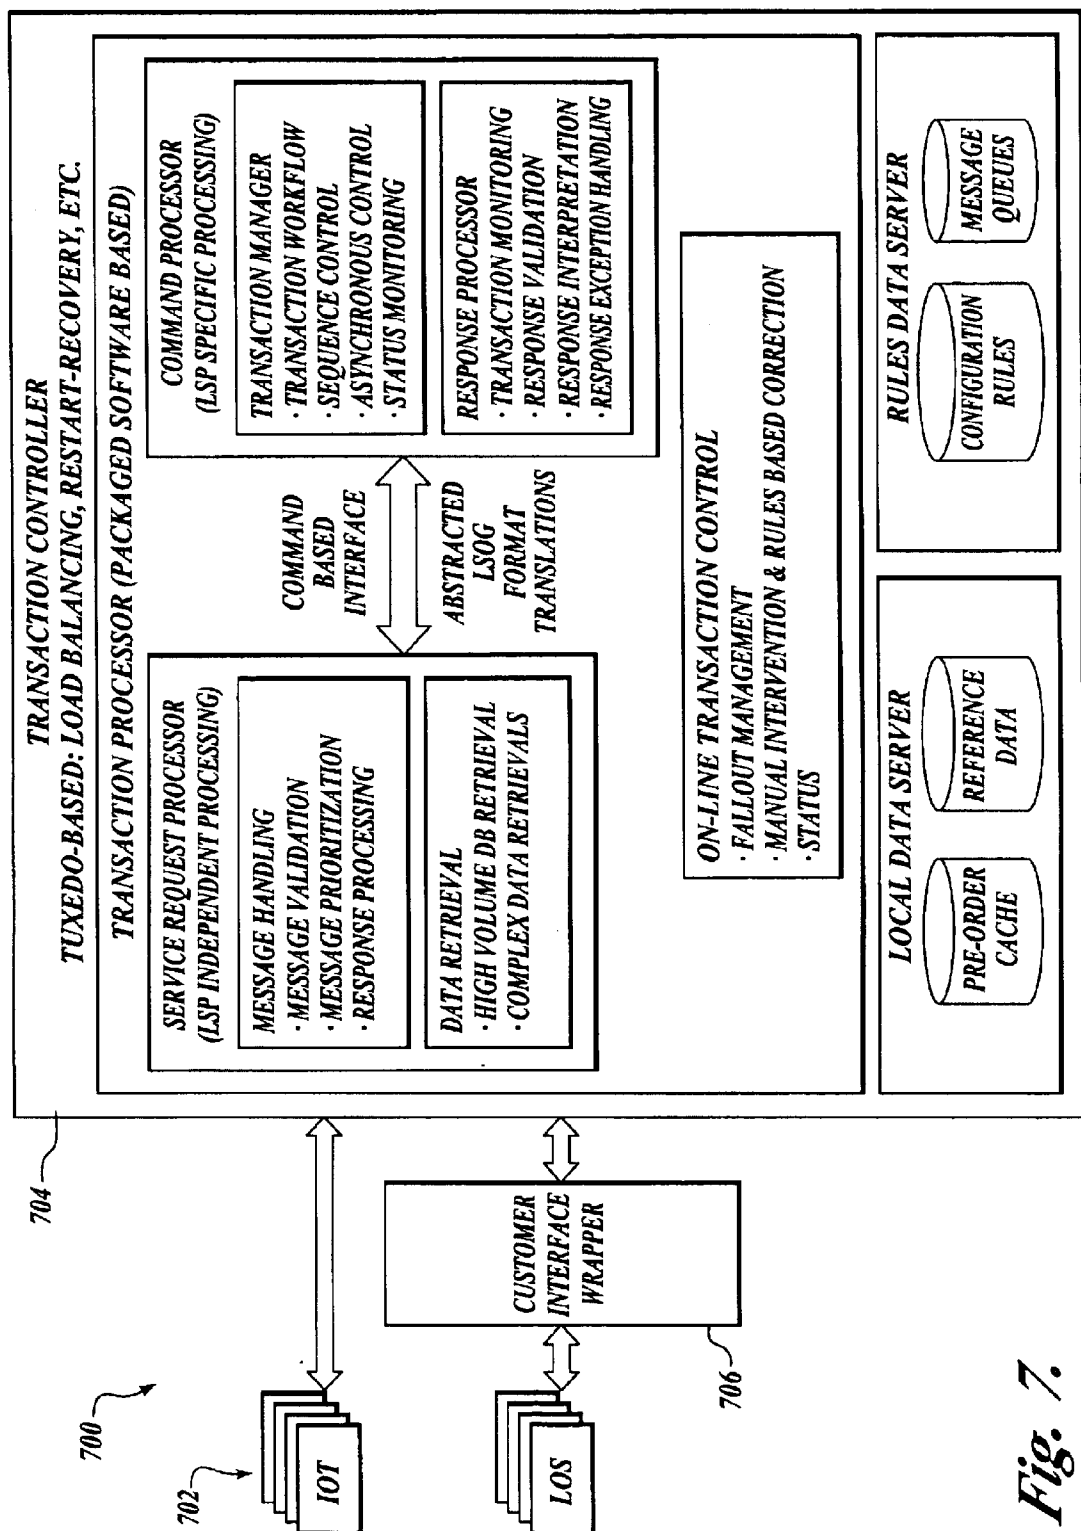 700
702
IOT
LOS
706
CUSTOMER
INTERFACE
WRAPPER
704
TRANSACTION CONTROLLER
TUXEDO-BASED: LOAD BALANCING, RESTART-RECOVERY, ETC.
TRANSACTION PROCESSOR (PACKAGED SOFTWARE BASED)
SERVICE REQUEST PROCESSOR
(LSP INDEPENDENT PROCESSING)
MESSAGE HANDLING
· MESSAGE VALIDATION
· MESSAGE PRIORITIZATION
· RESPONSE PROCESSING
DATA RETRIEVAL
· HIGH VOLUME DB RETRIEVAL
· COMPLEX DATA RETRIEVALS
COMMAND
BASED
INTERFACE
ABSTRACTED
LSOG
FORMAT
TRANSLATIONS
COMMAND PROCESSOR
(LSP SPECIFIC PROCESSING)
TRANSACTION MANAGER
· TRANSACTION WORKFLOW
· SEQUENCE CONTROL
ASYNCHRONOUS CONTROL
· STATUS MONITORING
RESPONSE PROCESSOR
· TRANSACTION MONITORING
· RESPONSE VALIDATION
· RESPONSE INTERPRETATION
· RESPONSE EXCEPTION HANDLING
ON-LINE TRANSACTION CONTROL
· FALLOUT MANAGEMENT
· MANUAL INTERVENTION & RULES BASED CORRECTION
· STATUS
LOCAL DATA SERVER
PRE-ORDER
CACHE
REFERENCE
DATA
RULES DATA SERVER
CONFIGURATION
RULES
MESSAGE
QUEUES
Fig. 7.